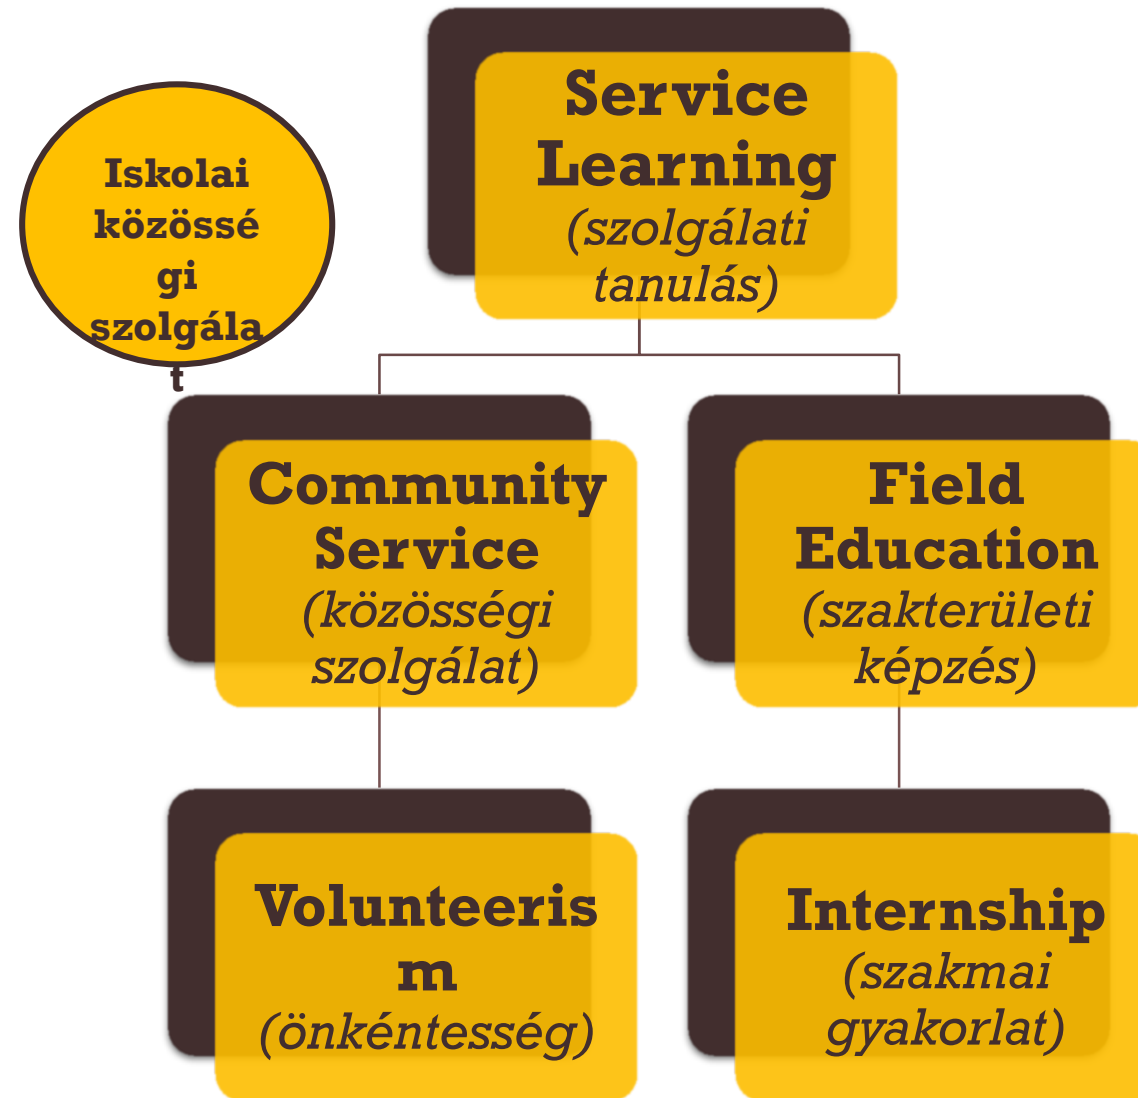 Service
Learning
(szolgálati
tanulás)
Iskolai
közössé
gi
szolgála
t
Community
Service
(közösségi
szolgálat)
Field
Education
(szakterületi
képzés)
Volunteeris
m
(önkéntesség)
Internship
(szakmai
gyakorlat)